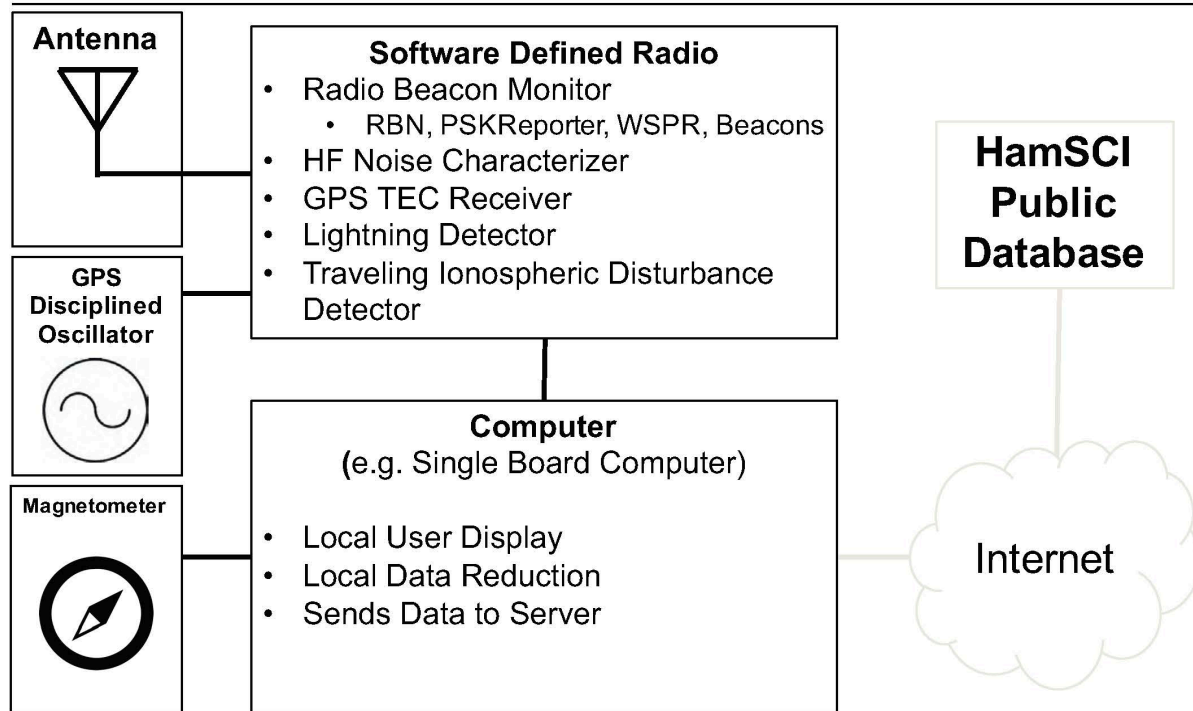 Antenna
Software Defined Radio
• Radio Beacon Monitor
• RBN, PSKReporter, WSPR, Beacons
• HF Noise Characterizer
• GPS TEC Receiver
• Lightning Detector
• Traveling Ionospheric Disturbance
Detector
GPS
Disciplined
Oscillator
HamSCI
Public
Database
Magnetometer
Computer
(e.g. Single Board Computer)
• Local User Display
• Local Data Reduction
• Sends Data to Server
Internet